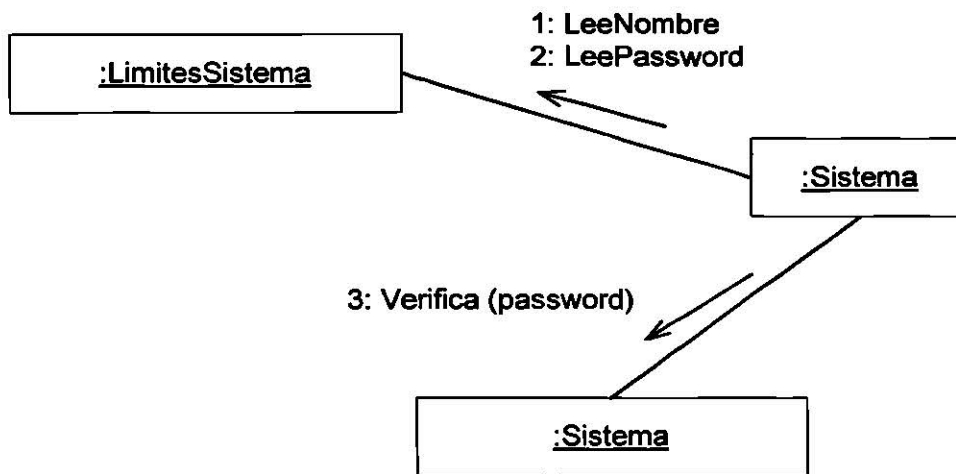 1: LeeNombre
2: LeePassword
:LimitesSistema
:Sistema
3: Verifica (password)
:Sistema